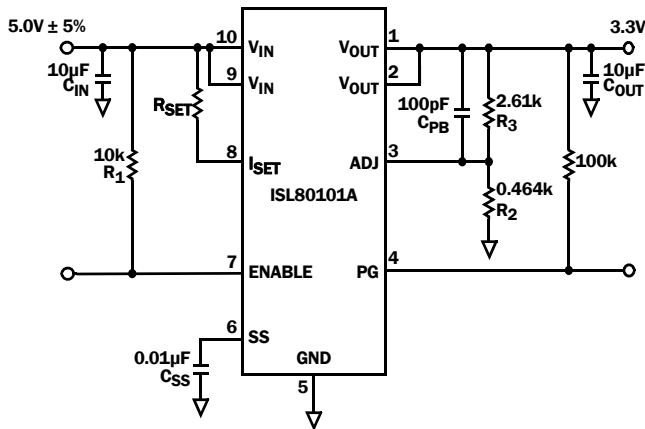 5.0V ± 5%
3.3V
10 VIN
1 VOUT
9 VIN
2 VOUT
10µF
CIN
RSET
100pF
CPB
2.61k
R3
10µF
COUT
10k
R1
8 ISET
3 ADJ
ISL80101A
100k
0.464k
R2
7 ENABLE
4 PG
6 SS
0.01µF
CSS
GND
5